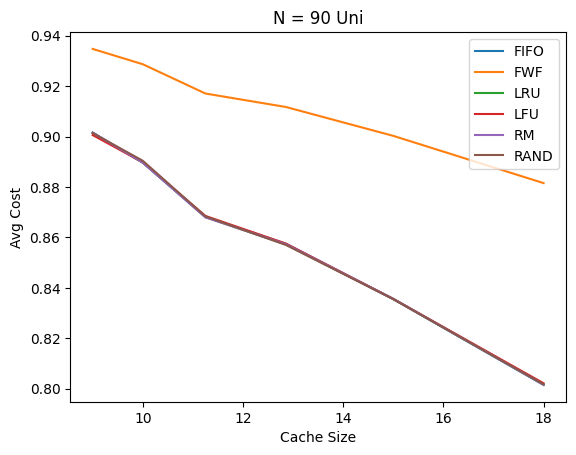 N = 90 Uni
Avg Cost
0.94
0.92
0.90
0.88
0.86
0.84
0.82
0.80
FIFO
FWF
LRU
LFU
RM
RAND
10
12
14
16
18
Cache Size